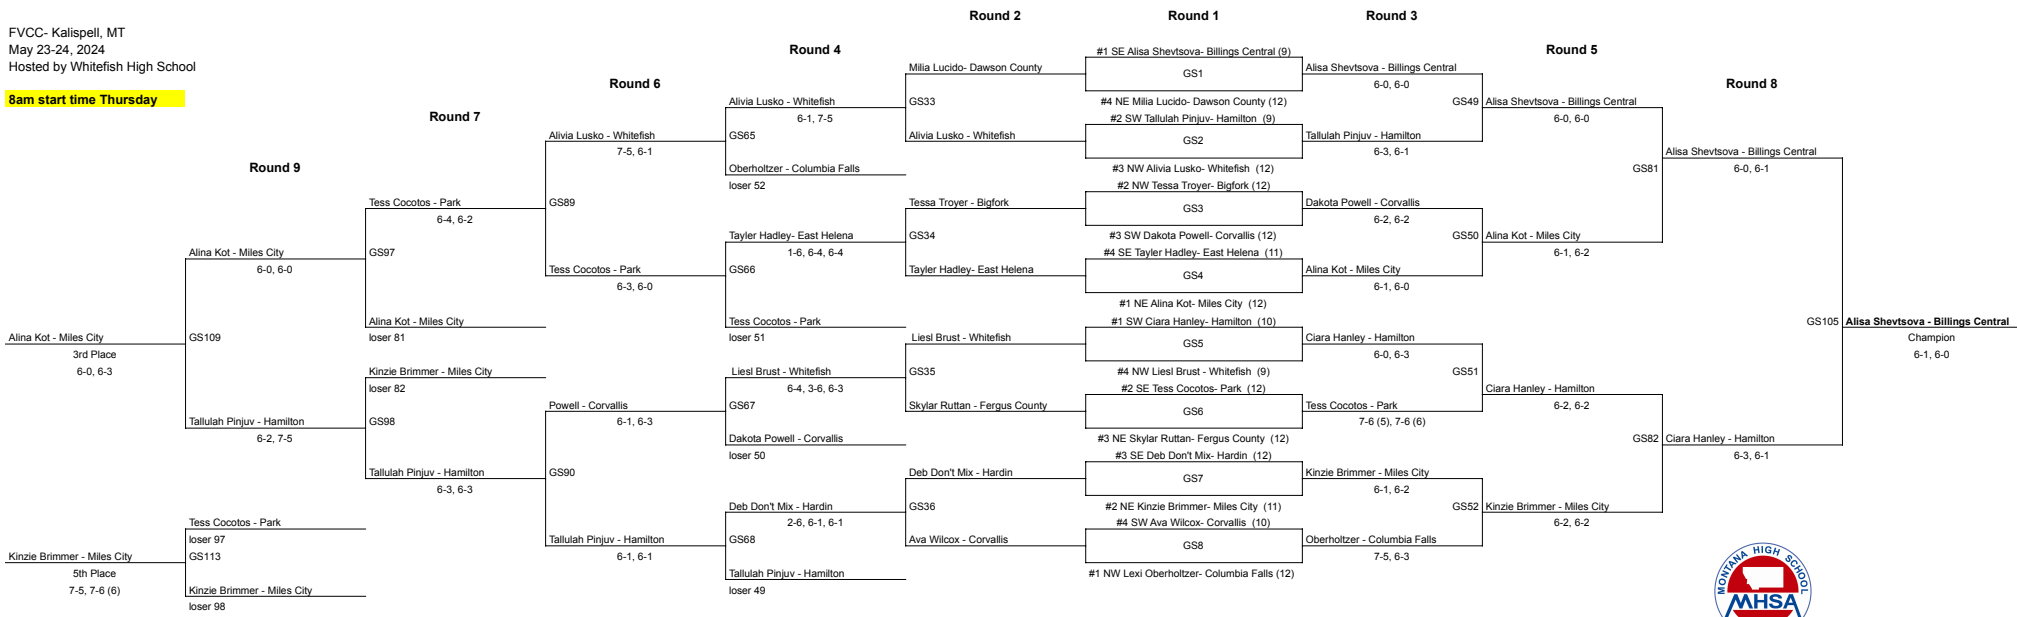 FVCC- Kalispell, MT
May 23-24, 2024
Hosted by Whitefish High School
8am start time Thursday
Round 9
Alina Kot - Miles City
3rd Place
6-0, 6-3
Kinzie Brimmer - Miles City
5th Place
7-5, 7-6 (6)
Alina Kot - Miles City
6-0, 6-0
GS109
Tallulah Pinjuv - Hamilton
6-2, 7-5
Tess Cocotos - Park
loser 97
GS113
Kinzie Brimmer - Miles City
loser 98
Round 7
Tess Cocotos - Park
6-4, 6-2
GS97
Alina Kot - Miles City
loser 81
Kinzie Brimmer - Miles City
loser 82
GS98
Tallulah Pinjuv - Hamilton
6-3, 6-3
Round 6
Alivia Lusko - Whitefish
7-5, 6-1
GS89
Tess Cocotos - Park
6-3, 6-0
Powell - Corvallis
6-1, 6-3
GS90
Tallulah Pinjuv - Hamilton
6-1, 6-1
Round 4
Alivia Lusko - Whitefish
6-1, 7-5
GS65
Oberholtzer - Columbia Falls
loser 52
Tayler Hadley- East Helena
1-6, 6-4, 6-4
GS66
Tess Cocotos - Park
loser 51
Liesl Brust - Whitefish
6-4, 3-6, 6-3
GS67
Dakota Powell - Corvallis
loser 50
Deb Don't Mix - Hardin
2-6, 6-1, 6-1
GS68
Tallulah Pinjuv - Hamilton
loser 49
Round 2
Milia Lucido- Dawson County
GS33
Alivia Lusko - Whitefish
Tessa Troyer - Bigfork
GS34
Tayler Hadley- East Helena
Liesl Brust - Whitefish
GS35
Skylar Ruttan - Fergus County
Deb Don't Mix - Hardin
GS36
Ava Wilcox - Corvallis
Round 1
#1 SE Alisa Shevtsova- Billings Central (9)
GS1
#4 NE Milia Lucido- Dawson County (12)
#2 SW Tallulah Pinjuv- Hamilton (9)
GS2
#3 NW Alivia Lusko- Whitefish (12)
#2 NW Tessa Troyer- Bigfork (12)
GS3
#3 SW Dakota Powell- Corvallis (12)
#4 SE Tayler Hadley- East Helena (11)
GS4
#1 NE Alina Kot- Miles City (12)
#1 SW Ciara Hanley- Hamilton (10)
GS5
#4 NW Liesl Brust - Whitefish (9)
#2 SE Tess Cocotos- Park (12)
GS6
#3 NE Skylar Ruttan- Fergus County (12)
#3 SE Deb Don't Mix- Hardin (12)
GS7
#2 NE Kinzie Brimmer- Miles City (11)
#4 SW Ava Wilcox- Corvallis (10)
GS8
#1 NW Lexi Oberholtzer- Columbia Falls (12)
Round 3
Alisa Shevtsova - Billings Central
6-0, 6-0
GS49
Tallulah Pinjuv - Hamilton
6-3, 6-1
Dakota Powell - Corvallis
6-2, 6-2
GS50
Alina Kot - Miles City
6-1, 6-0
Ciara Hanley - Hamilton
6-0, 6-3
GS51
Tess Cocotos - Park
7-6 (5), 7-6 (6)
Kinzie Brimmer - Miles City
6-1, 6-2
GS52
Oberholtzer - Columbia Falls
7-5, 6-3
Round 5
Alisa Shevtsova - Billings Central
6-0, 6-0
GS81
Alina Kot - Miles City
6-1, 6-2
Ciara Hanley - Hamilton
6-2, 6-2
GS82
Kinzie Brimmer - Miles City
6-2, 6-2
Round 8
Alisa Shevtsova - Billings Central
6-0, 6-1
GS105
Ciara Hanley - Hamilton
6-3, 6-1
Alisa Shevtsova - Billings Central
Champion
6-1, 6-0
MONTANA HIGH SCHOOL
MHSA